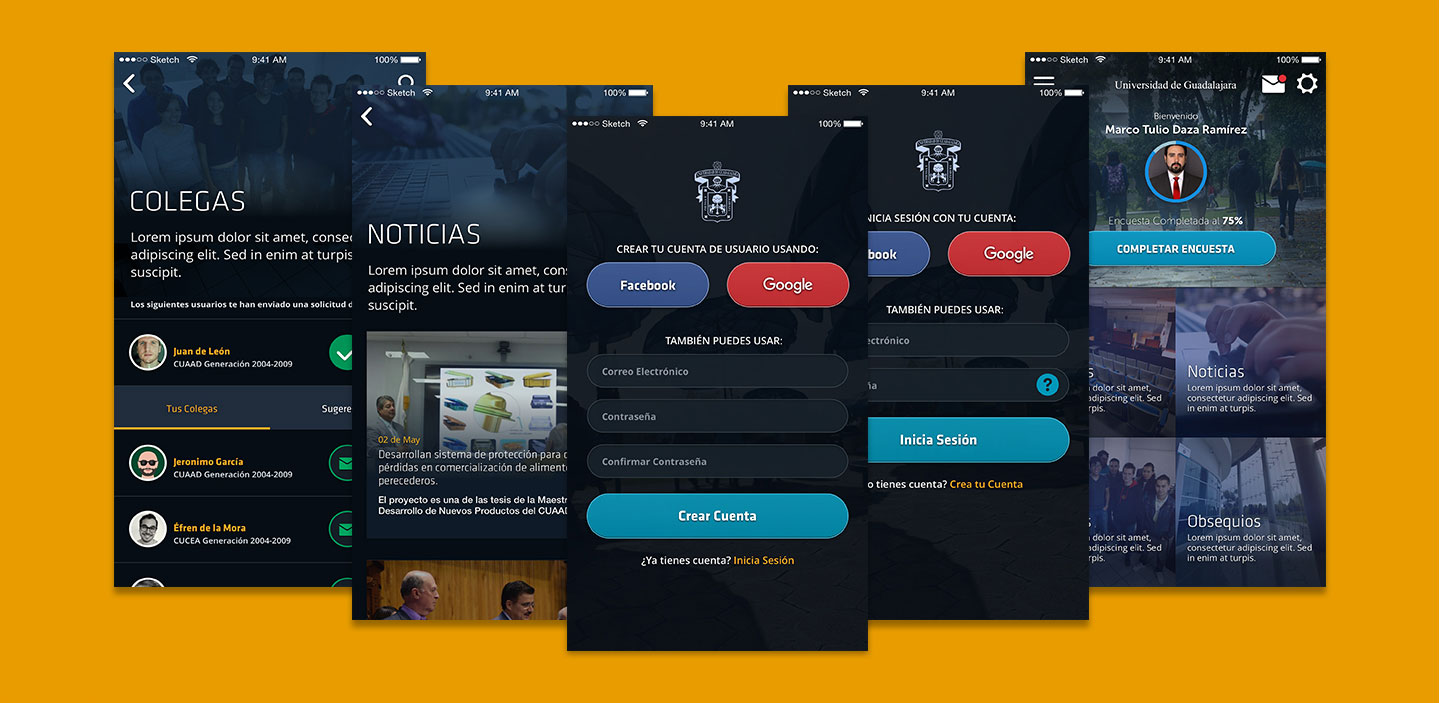 Sketch 9:41 AM 100%
COLEGAS
Lorem ipsum dolor sit amet, consec
adipiscing elit. Sed in enim at turpis
suscipit.
Los siguientes usuarios te han enviado una solicitud d
Juan de León
CUAAD Generación 2004-2009
Tus Colegas Sugere
Jeronimo García
CUAAD Generación 2004-2009
Éfren de la Mora
CUCEA Generación 2004-2009
Sketch 9:41 AM 100%
NOTICIAS
Lorem ipsum dolor sit amet, cons
adipiscing elit. Sed in enim at tur
suscipit.
02 de May
Desarrollan sistema de protección para
pérdidas en comercialización de aliment
perecederos.
El proyecto es una de las tesis de la Maestr
Desarrollo de Nuevos Productos del CUAAD
Sketch 9:41 AM 100%
CREAR TU CUENTA DE USUARIO USANDO:
Facebook Google
TAMBIÉN PUEDES USAR:
Correo Electrónico
Contraseña
Confirmar Contraseña
Crear Cuenta
¿Ya tienes cuenta? Inicia Sesión
Sketch 9:41 AM 100%
NICIA SESIÓN CON TU CUENTA:
book Google
TAMBIÉN PUEDES USAR:
ectrónico
ña ?
Inicia Sesión
o tienes cuenta? Crea tu Cuenta
Sketch 9:41 AM 100%
Universidad de Guadalajara
Bienvenido
Marco Tulio Daza Ramírez
Encuesta Completada al 75%
COMPLETAR ENCUESTA
s
dolor sit amet,
adipiscing elit. Sed
rpis.
Noticias
Lorem ipsum dolor sit amet,
consectetur adipiscing elit. Sed
in enim at turpis.
s
dolor sit amet,
adipiscing elit. Sed
rpis.
Obsequios
Lorem ipsum dolor sit amet,
consectetur adipiscing elit. Sed
in enim at turpis.